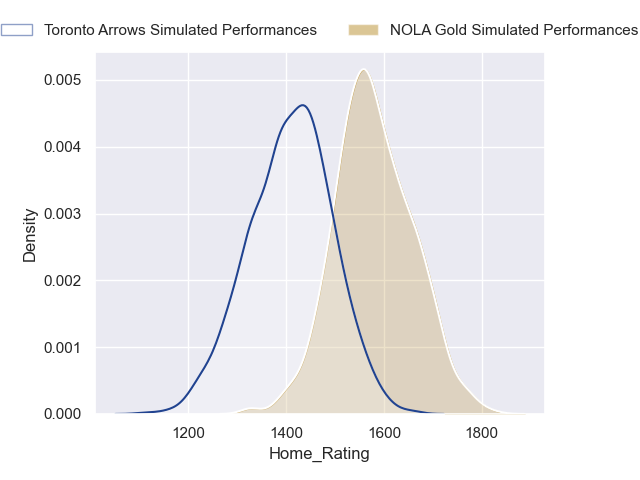 Toronto Arrows Simulated Performances NOLA Gold Simulated Performances
0.005
0.004
0.003
0.002
0.001
0.000
Density
1200 1400 1600 1800
Home_Rating